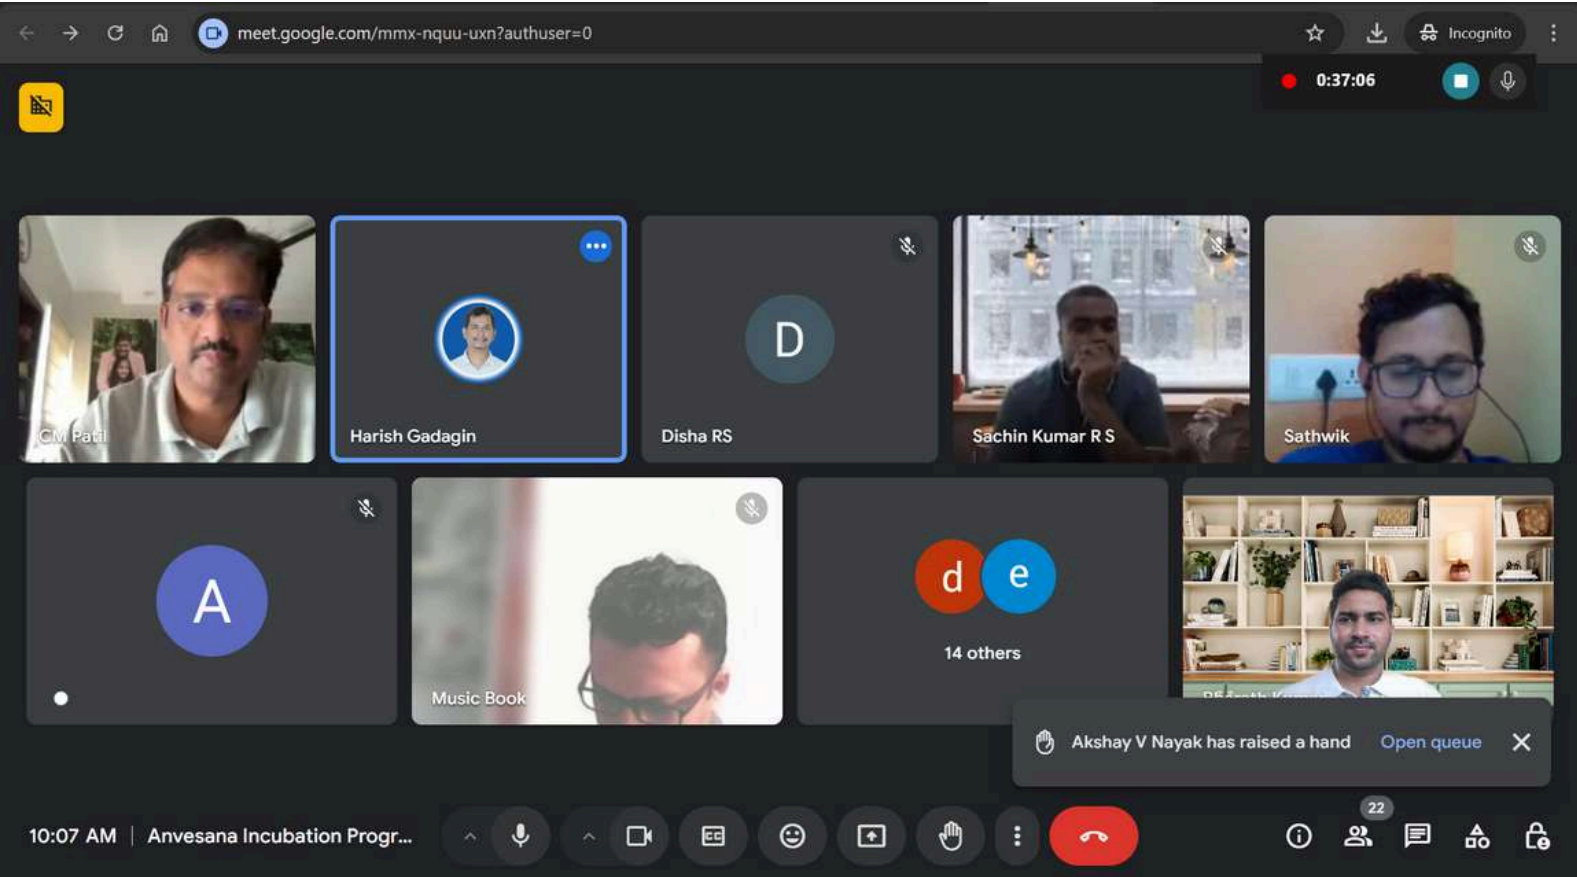 meet.google.com/mmx-nquu-uxn?authuser=0
Incognito
0:37:06
CM Patil
Harish Gadagin
D
Disha RS
Sachin Kumar R S
Sathwik
A
Music Book
d e
14 others
Akshay V Nayak has raised a hand Open queue
22
10:07 AM | Anvesana Incubation Progr...
CC